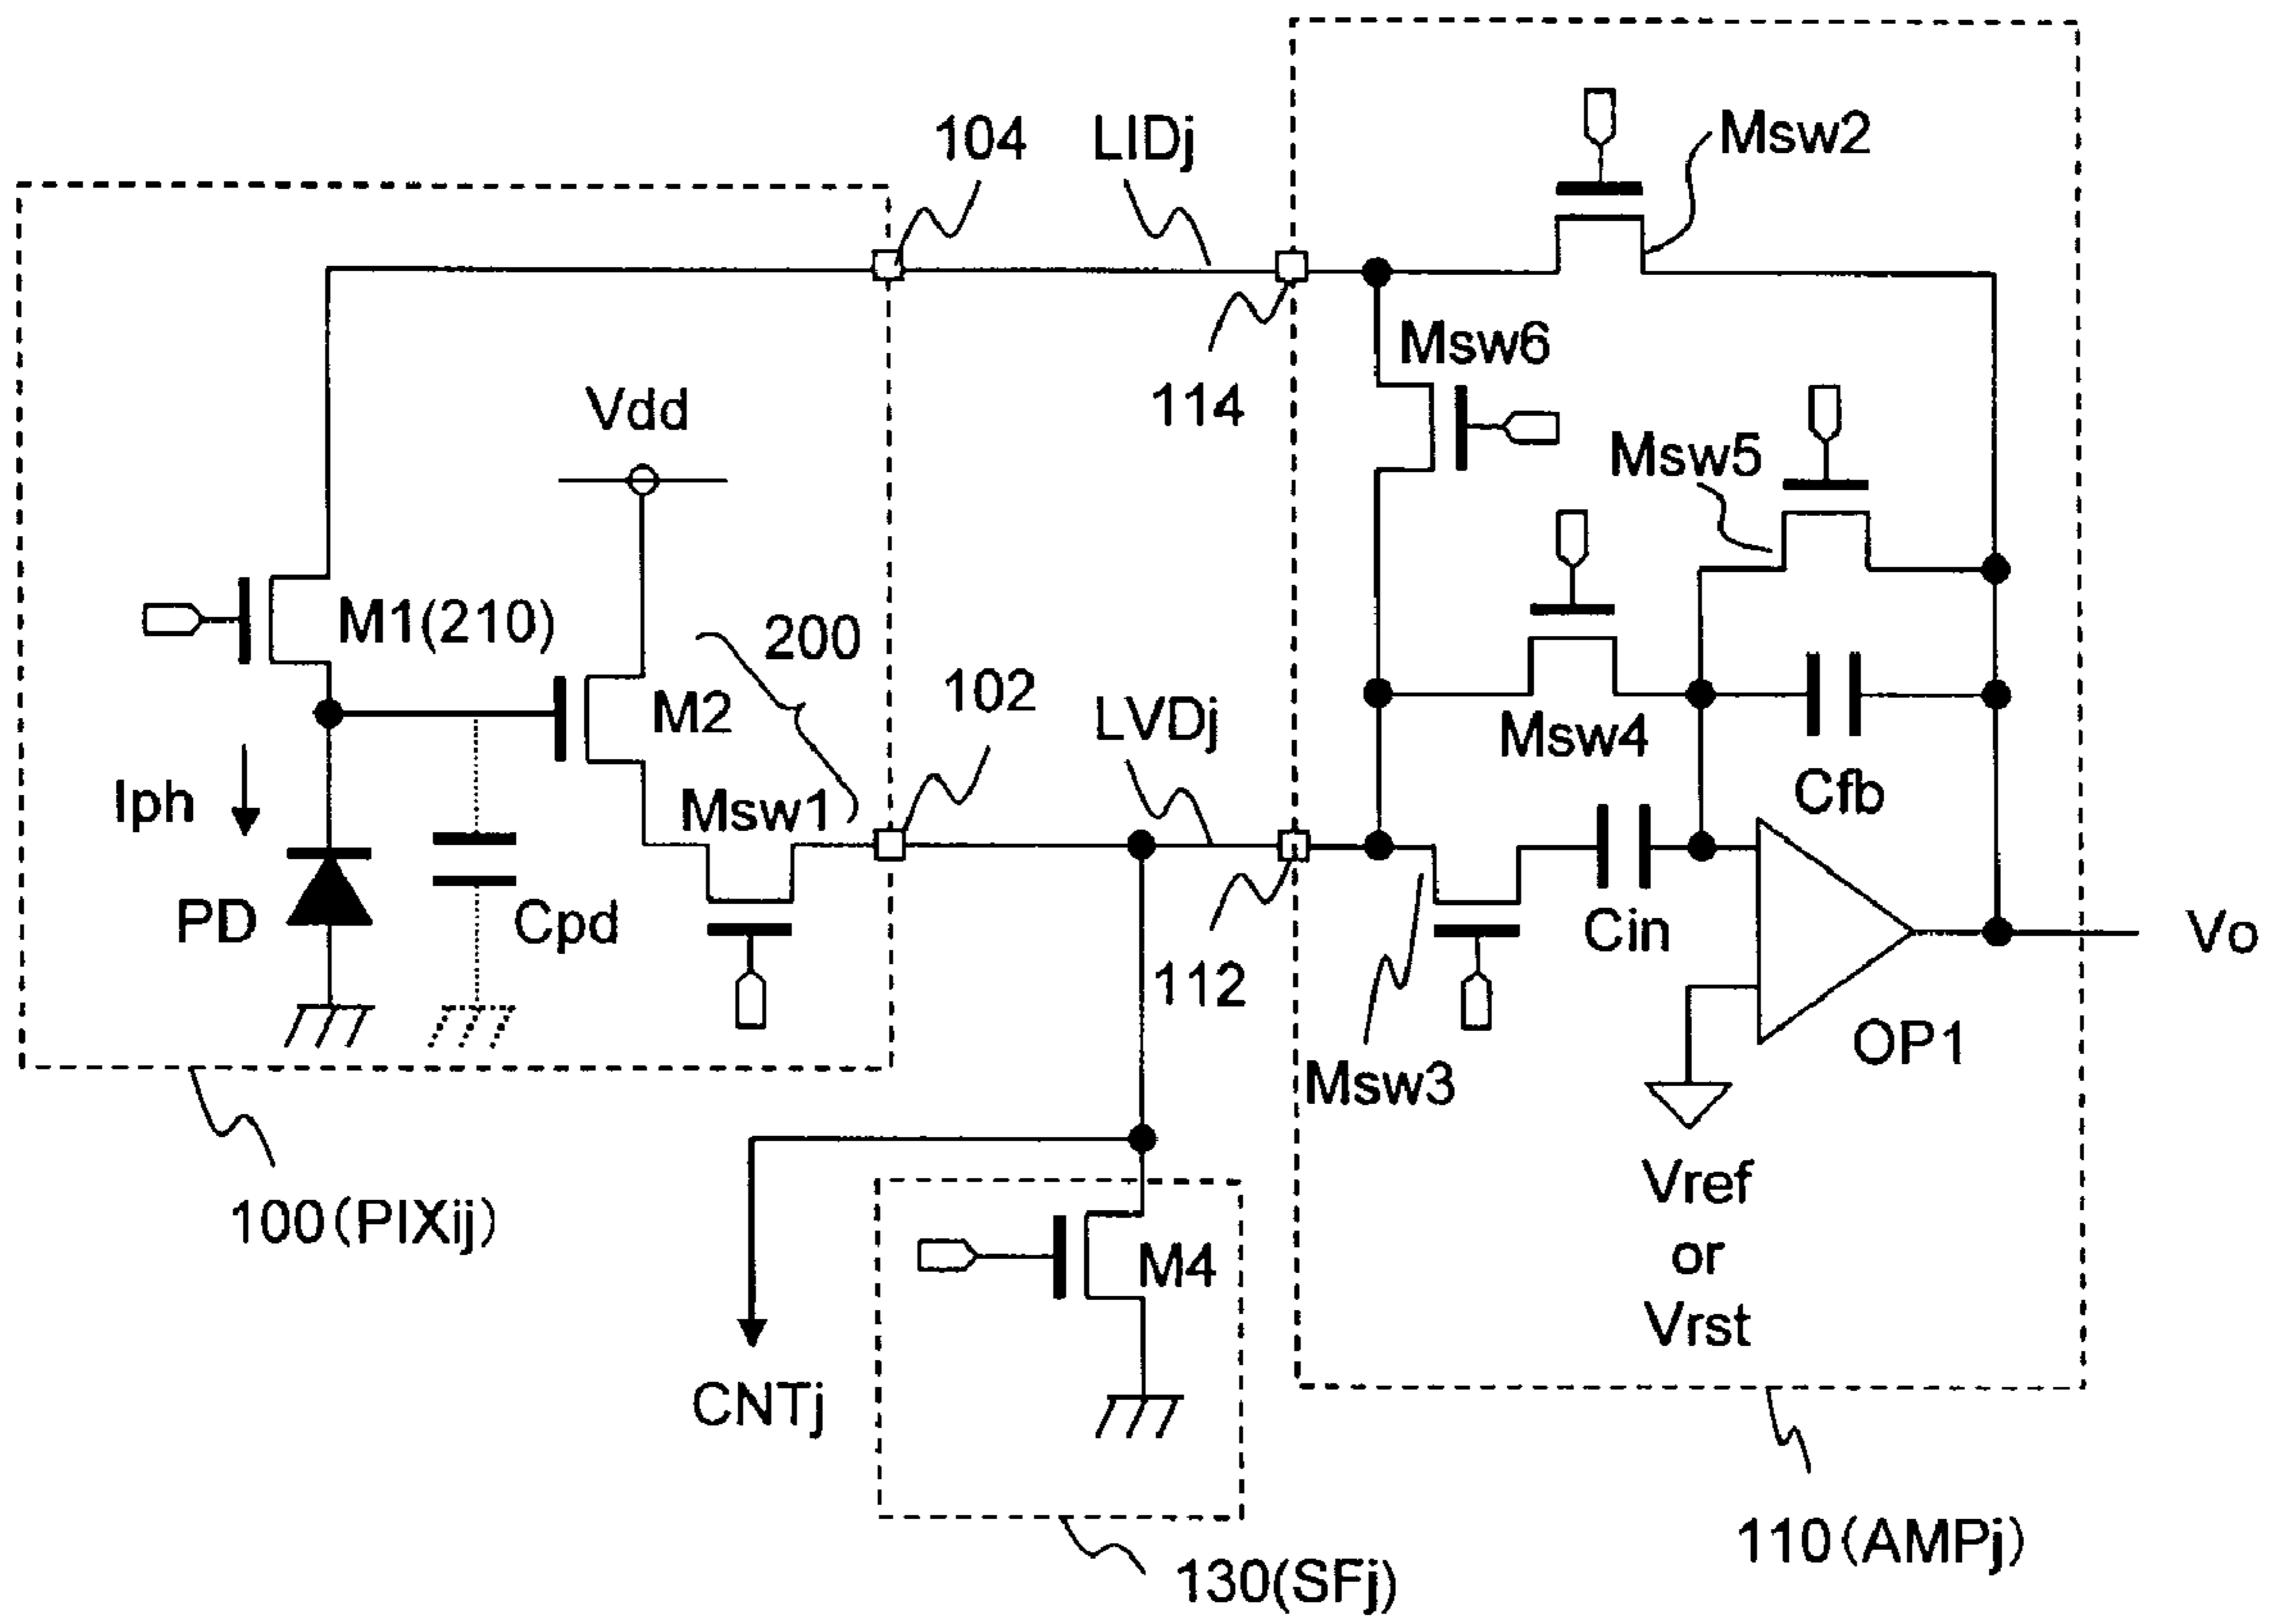 104
LIDj
Msw2
Msw6
114
Vdd
Msw5
M1(210)
200
M2
102
LVDj
Msw4
Iph
Msw1
Cfb
PD
Cpd
112
Cin
Vo
OP1
Msw3
Vref
or
Vrst
100(PIXij)
M4
CNTj
110(AMPj)
130(SFj)